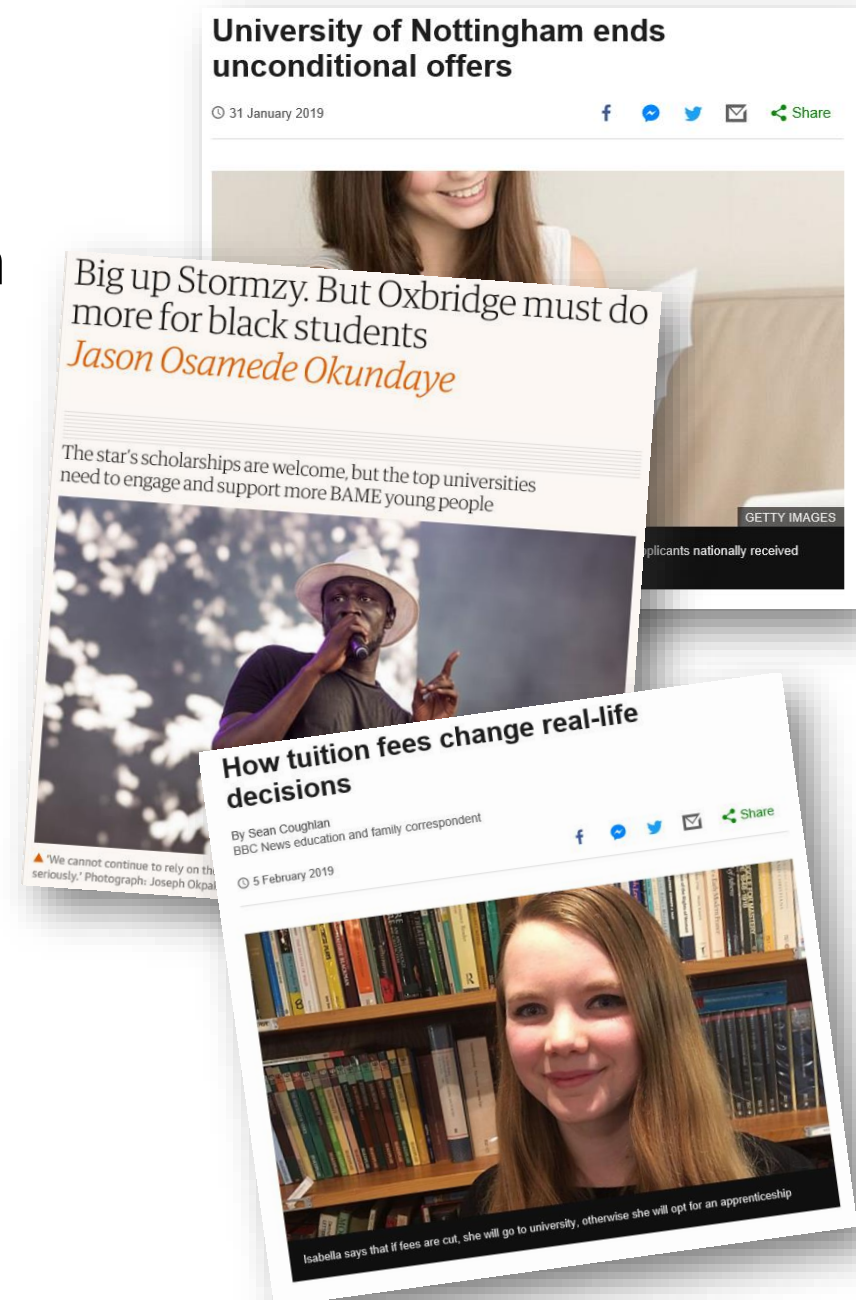 University of Nottingham ends
unconditional offers
31 January 2019
Share
GETTY IMAGES
nationally received
Big up Stormzy. But Oxbridge must do
more for black students
Jason Osamede Okundaye
The star's scholarships are welcome, but the top universities
need to engage and support more BAME young people
'We cannot continue to rely on
seriously.' Photograph: Joseph
How tuition fees change real-life
decisions
By Sean Coughlan
BBC News education and family correspondent
Share
5 February 2019
Isabella says that if fees are cut, she will go to university, otherwise she will opt for an apprenticeship